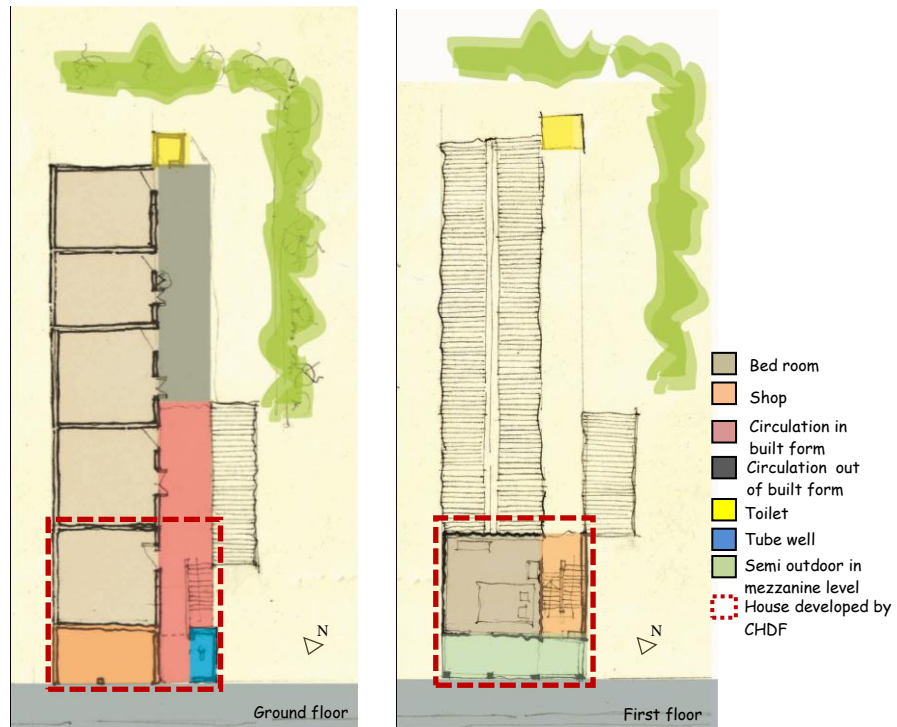 N
Ground floor
N
First floor
Bed room
Shop
Circulation in
built form
Circulation out
of built form
Toilet
Tube well
Semi outdoor in
mezzanine level
House developed by
CHDF